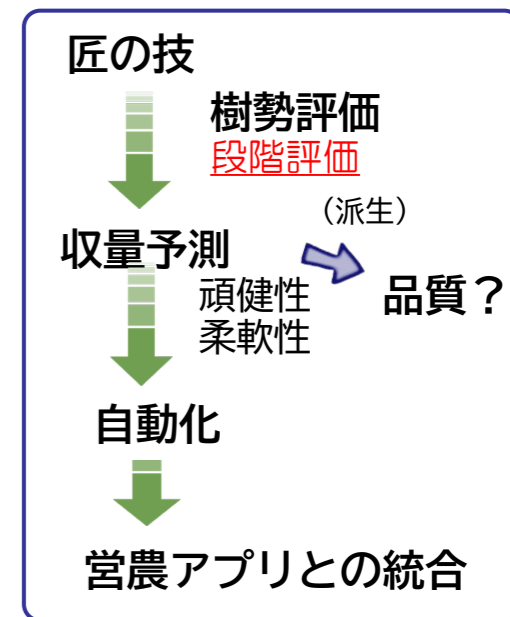 匠の技
樹勢評価
段階評価
（派生）
収量予測
品質？
頑健性
柔軟性
自動化
営農アプリとの統合